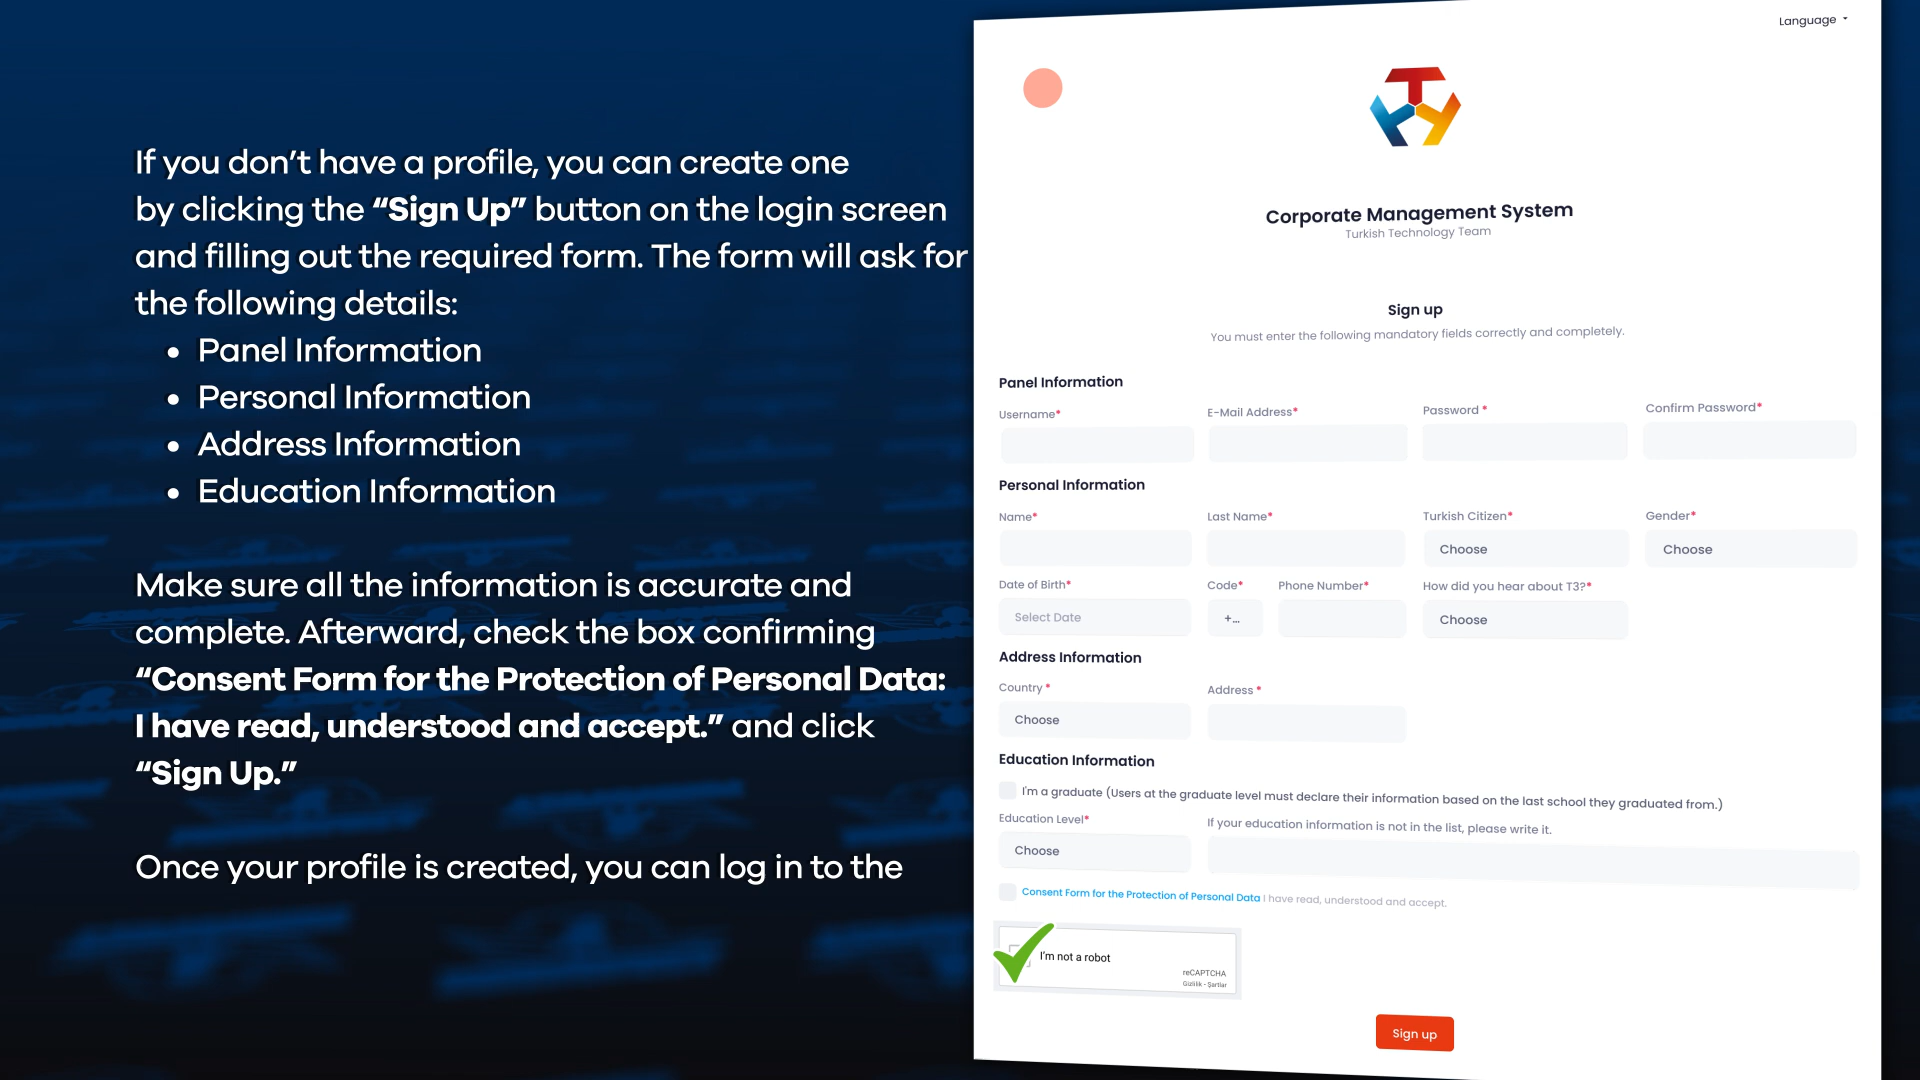 If you don’t have a profile, you can create one
by clicking the “Sign Up” button on the login screen
and filling out the required form. The form will ask for
the following details:
• Panel Information
• Personal Information
• Address Information
• Education Information
Make sure all the information is accurate and
complete. Afterward, check the box confirming
“Consent Form for the Protection of Personal Data:
I have read, understood and accept.” and click
“Sign Up.”
Once your profile is created, you can log in to the
Language
Corporate Management System
Turkish Technology Team
Sign up
You must enter the following mandatory fields correctly and completely.
Panel Information
Username* E-Mail Address* Password * Confirm Password*
Personal Information
Name* Last Name* Turkish Citizen* Gender*
Choose Choose
Date of Birth* Code* Phone Number* How did you hear about T3?*
Select Date +... Choose
Address Information
Country * Address *
Choose
Education Information
I'm a graduate (Users at the graduate level must declare their information based on the last school they graduated from.)
Education Level* If your education information is not in the list, please write it.
Choose
Consent Form for the Protection of Personal Data I have read, understood and accept.
I'm not a robot
reCAPTCHA
Gizlilik - Şartlar
Sign up